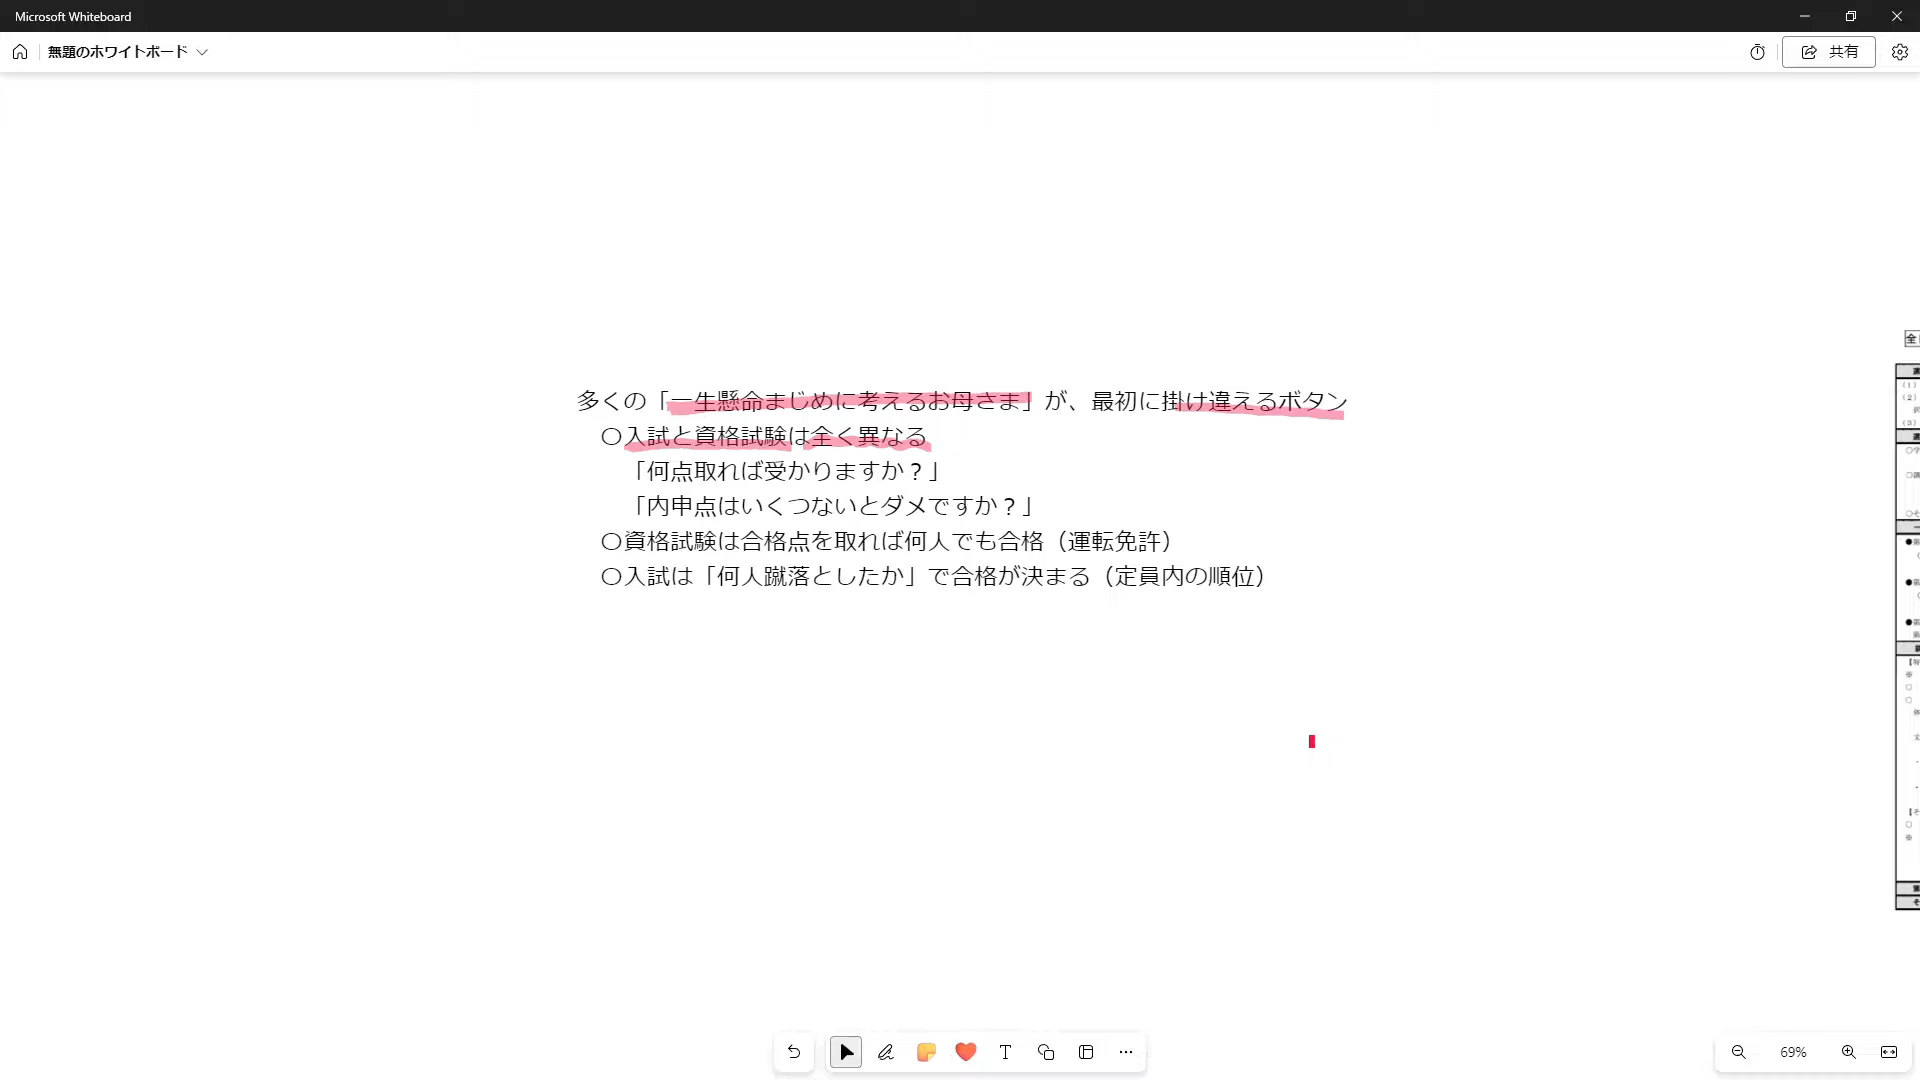 Microsoft Whiteboard
無題のホワイトボード
共有
多くの「一生懸命まじめに考えるお母さま」が、最初に掛け違えるボタン
〇入試と資格試験は全く異なる
「何点取れば受かりますか？」
「内申点はいくつないとダメですか？」
〇資格試験は合格点を取れば何人でも合格（運転免許）
〇入試は「何人蹴落としたか」で合格が決まる（定員内の順位）
全
(1)
(2)
(3)
69%